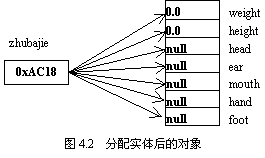 zhubajie
0xAC18
0.0 weight
0.0 height
null head
null ear
null mouth
null hand
null foot
图 4.2 分配实体后的对象